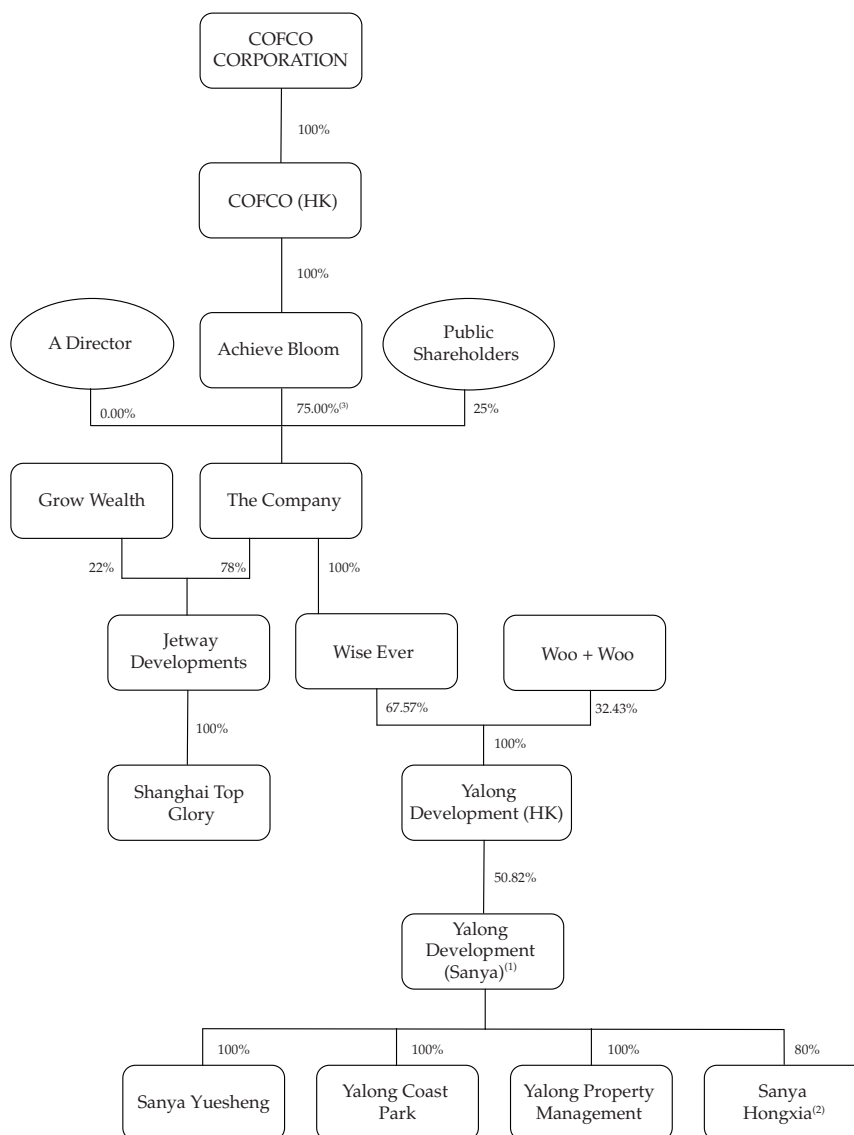 COFCO
CORPORATION
100%
COFCO (HK)
100%
A Director
Achieve Bloom
Public
Shareholders
0.00%
75.00%(3)
25%
Grow Wealth
The Company
22%
78%
100%
Jetway
Developments
Wise Ever
Woo + Woo
67.57%
32.43%
100%
100%
Shanghai Top
Glory
Yalong
Development (HK)
50.82%
Yalong
Development
(Sanya)(1)
100%
100%
100%
80%
Sanya Yuesheng
Yalong Coast
Park
Yalong Property
Management
Sanya
Hongxia(2)